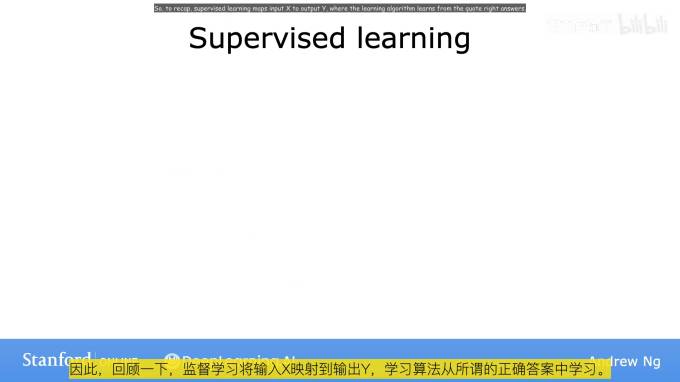 So, to recap, supervised learning maps input X to output Y, where the learning algorithm learns from the quote right answers.
bilibili
Supervised learning
Stanford
DeepLearning.AI
Andrew Ng
因此，回顾一下，监督学习将输入X映射到输出Y，学习算法从所谓的正确答案中学习。